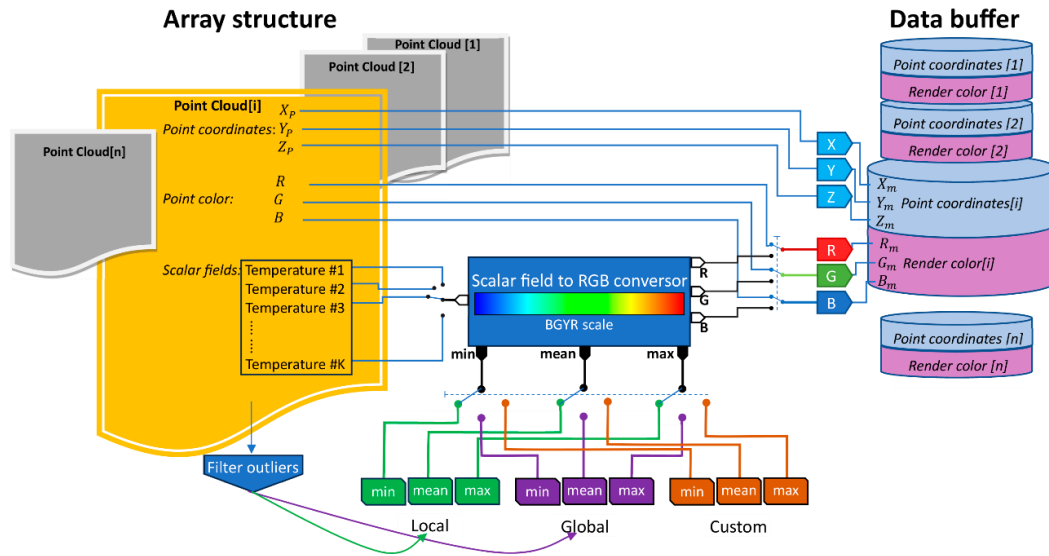 Array structure
Data buffer
Point Cloud [1]
Point Cloud [2]
Point Cloud[i]
Point Cloud[n]
Point coordinates:
X_P
Y_P
Z_P
Point color:
R
G
B
Scalar fields:
Temperature #1
Temperature #2
Temperature #3
Temperature #K
Filter outliers
Scalar field to RGB conversor
BGYR scale
R
G
B
min
mean
max
min
mean
max
min
mean
max
min
mean
max
Local
Global
Custom
X
Y
Z
R
G
B
Point coordinates [1]
Render color [1]
Point coordinates [2]
Render color [2]
X_m
Y_m
Z_m
Point coordinates[i]
R_m
G_m
B_m
Render color[i]
Point coordinates [n]
Render color [n]